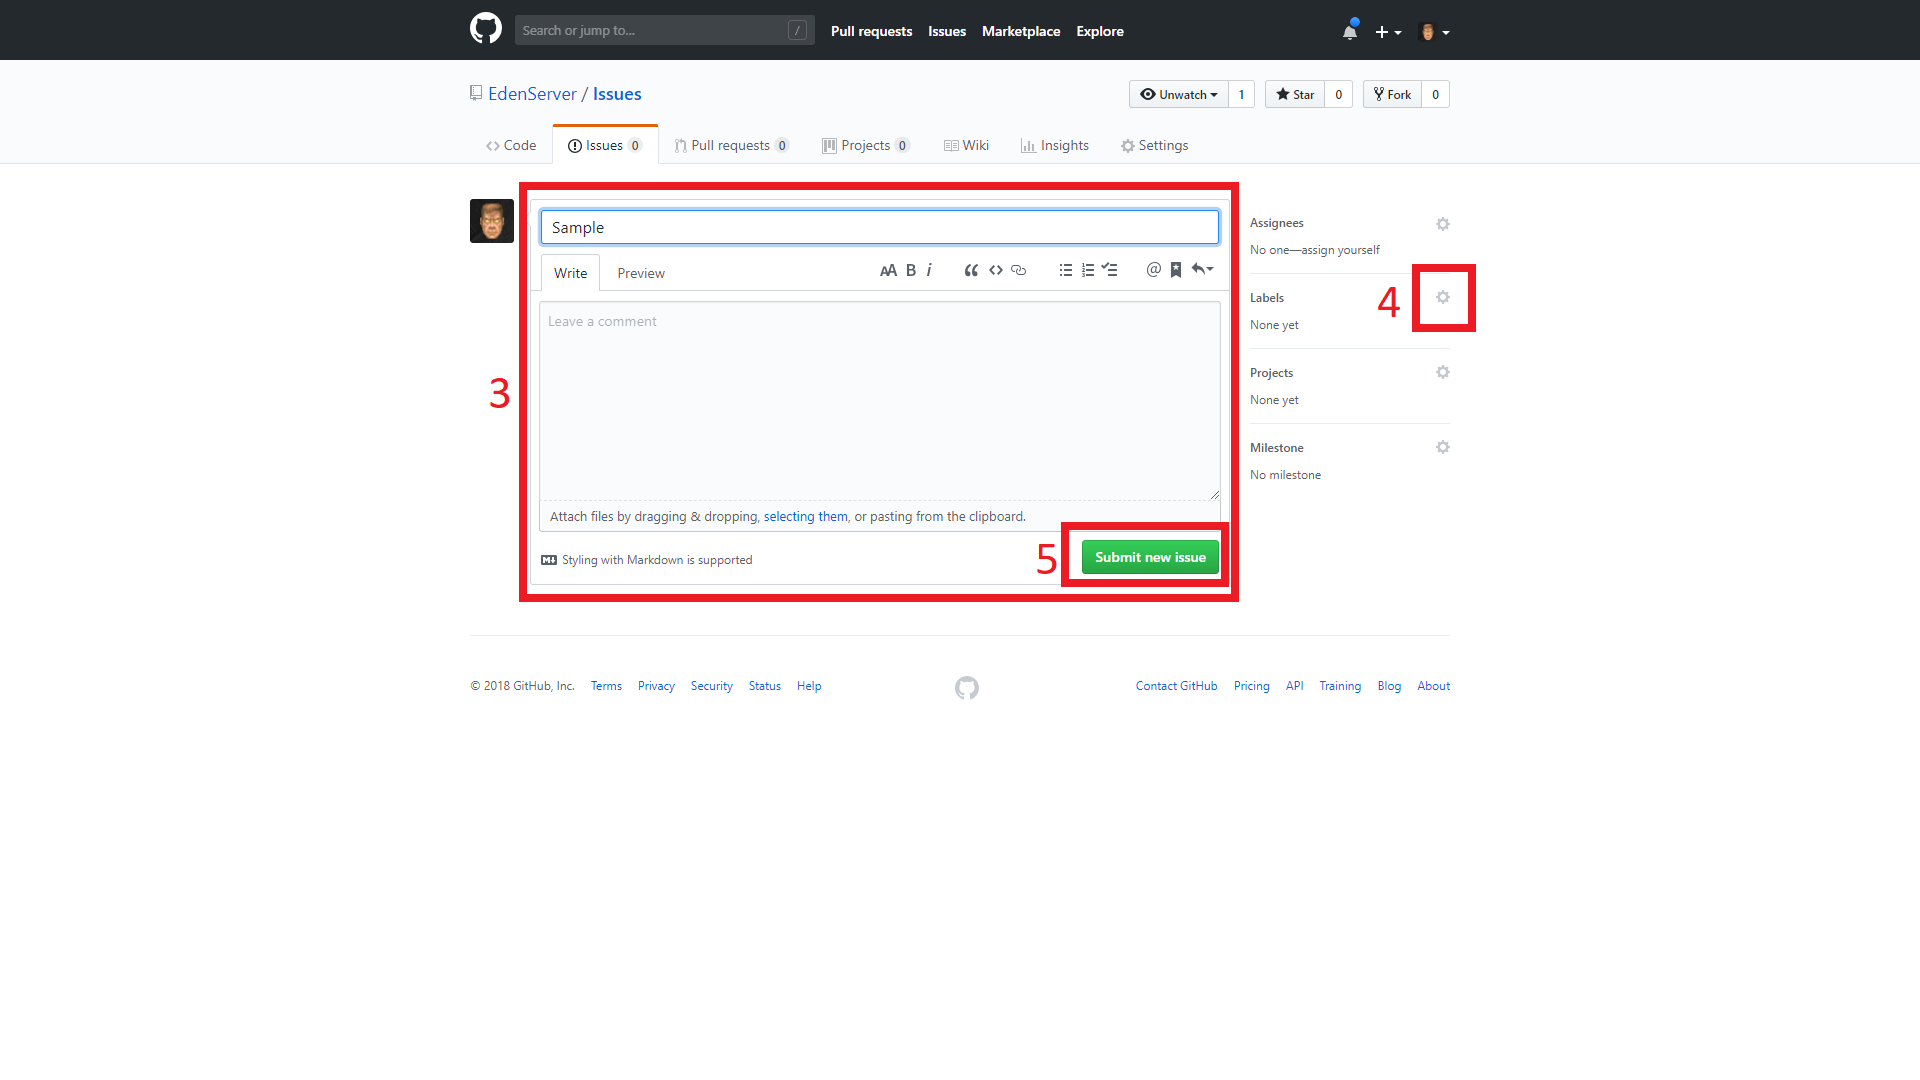 Search or jump to... /
Pull requests Issues Marketplace Explore
EdenServer / Issues
Unwatch 1 Star 0 Fork 0
Code Issues 0 Pull requests 0 Projects 0 Wiki Insights Settings
Sample
Write Preview AA B i
Leave a comment
Attach files by dragging & dropping, selecting them, or pasting from the clipboard.
Styling with Markdown is supported
Submit new issue
3
5
Assignees
No one—assign yourself
Labels
None yet
4
Projects
None yet
Milestone
No milestone
© 2018 GitHub, Inc. Terms Privacy Security Status Help
Contact GitHub Pricing API Training Blog About